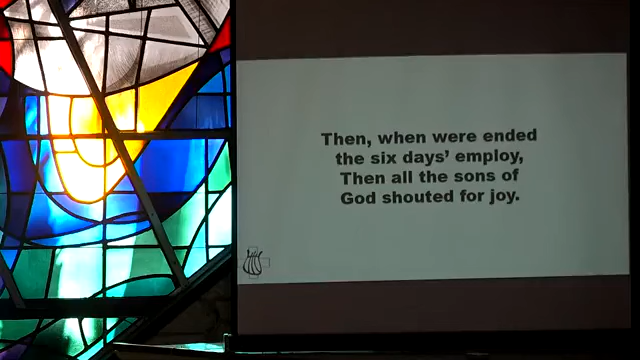 Then, when were ended
the six days' employ,
Then all the sons of
God shouted for joy.